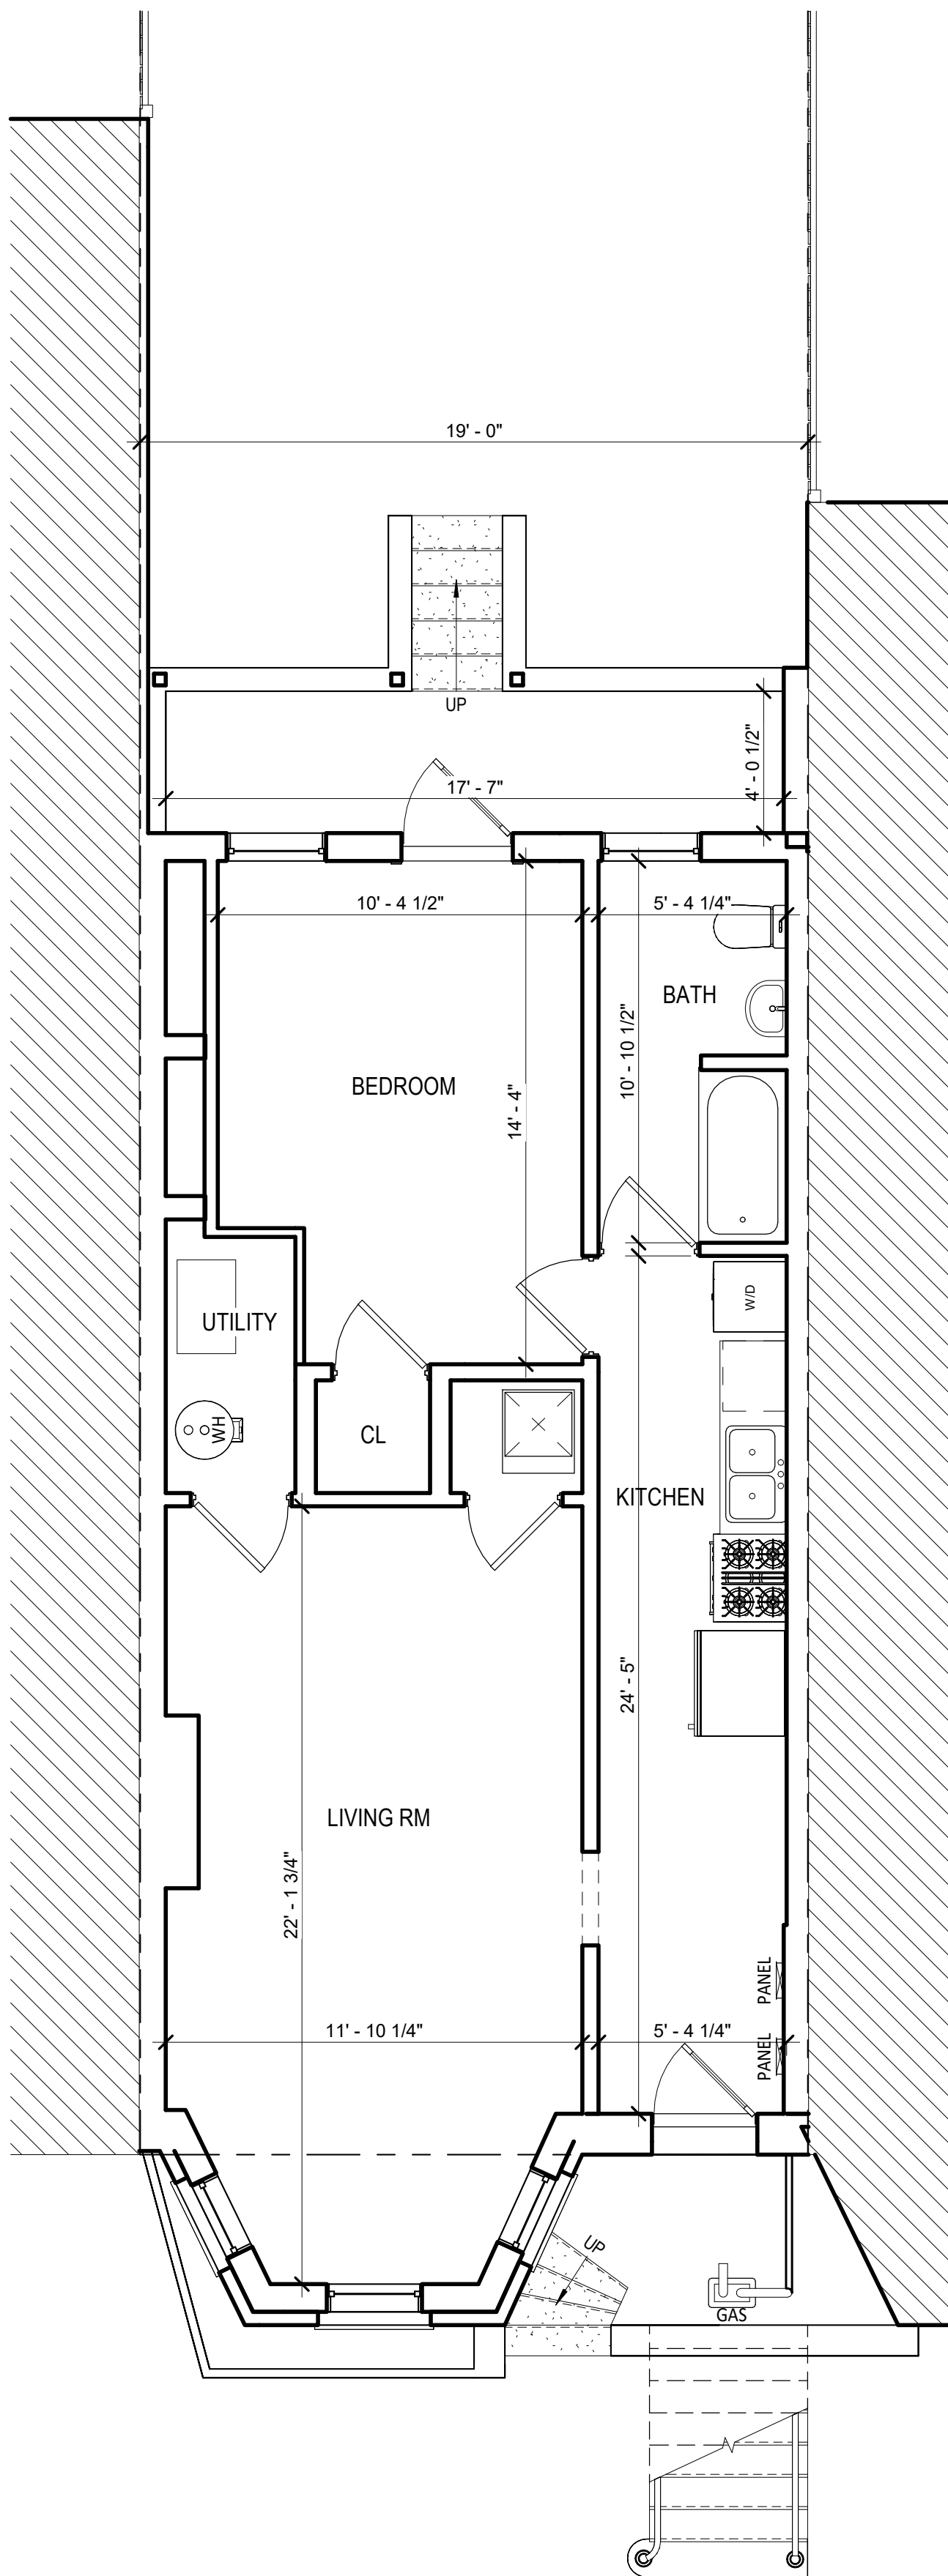 19' - 0"
UP
4' - 0 1/2"
17' - 7"
10' - 4 1/2"
5' - 4 1/4"
BATH
10' - 10 1/2"
BEDROOM
14' - 4"
W/D
UTILITY
WH
CL
KITCHEN
24' - 5"
LIVING RM
22' - 1 3/4"
PANEL
11' - 10 1/4"
5' - 4 1/4"
PANEL
UP
GAS